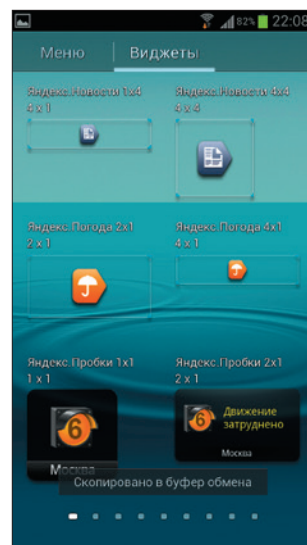 82% 22:08
Меню Виджеты
Яндекс.Новости 1x4
4 x 1
Яндекс.Новости 4x4
4 x 4
Яндекс.Погода 2x1
2 x 1
Яндекс.Погода 4x1
4 x 1
Яндекс.Пробки 1x1
1 x 1
6
Москва
Яндекс.Пробки 2x1
2 x 1
6
Движение
затруднено
Москва
Скопировано в буфер обмена